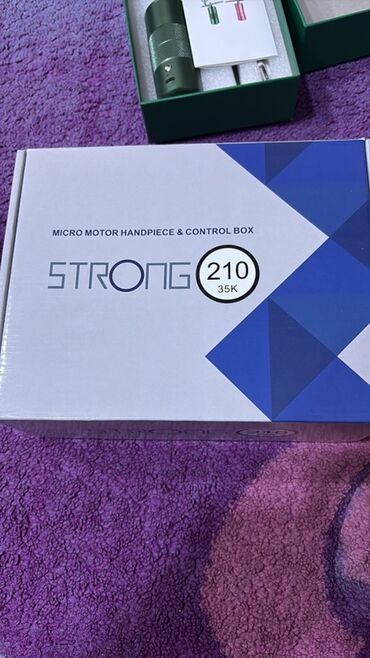 MICRO MOTOR HANDPIECE & CONTROL BOX
STRONG 210
35K